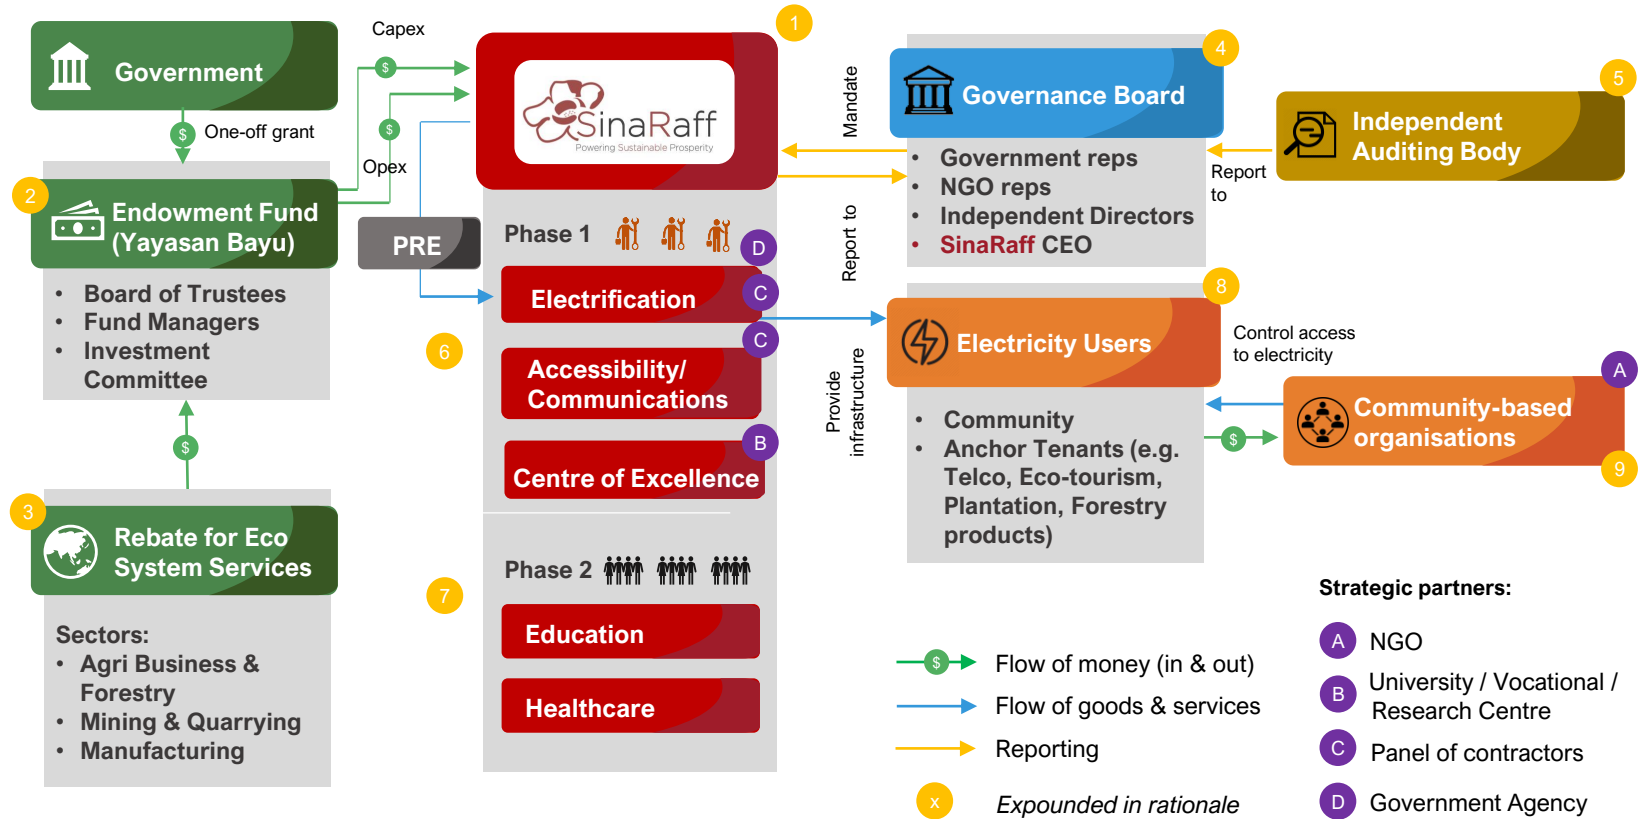 Government
$
One-off grant
2
Endowment Fund
(Yayasan Bayu)
• Board of Trustees
• Fund Managers
• Investment
Committee
$
3
Rebate for Eco
System Services
Sectors:
• Agri Business &
Forestry
• Mining & Quarrying
• Manufacturing
Capex
$
$
Opex
PRE
1
SinaRaff
Powering Sustainable Prosperity
Phase 1
D
Electrification
C
6
C
Accessibility/
Communications
B
Centre of Excellence
Phase 2
7
Education
Healthcare
Mandate
Report to
4
Governance Board
• Government reps
• NGO reps
• Independent Directors
• SinaRaff CEO
5
Independent
Auditing Body
Report
to
Provide
infrastructure
8
Electricity Users
• Community
• Anchor Tenants (e.g.
Telco, Eco-tourism,
Plantation, Forestry
products)
Control access
to electricity
$
A
Community-based
organisations
9
$ Flow of money (in & out)
Flow of goods & services
Reporting
x Expounded in rationale
Strategic partners:
A NGO
B University / Vocational /
Research Centre
C Panel of contractors
D Government Agency